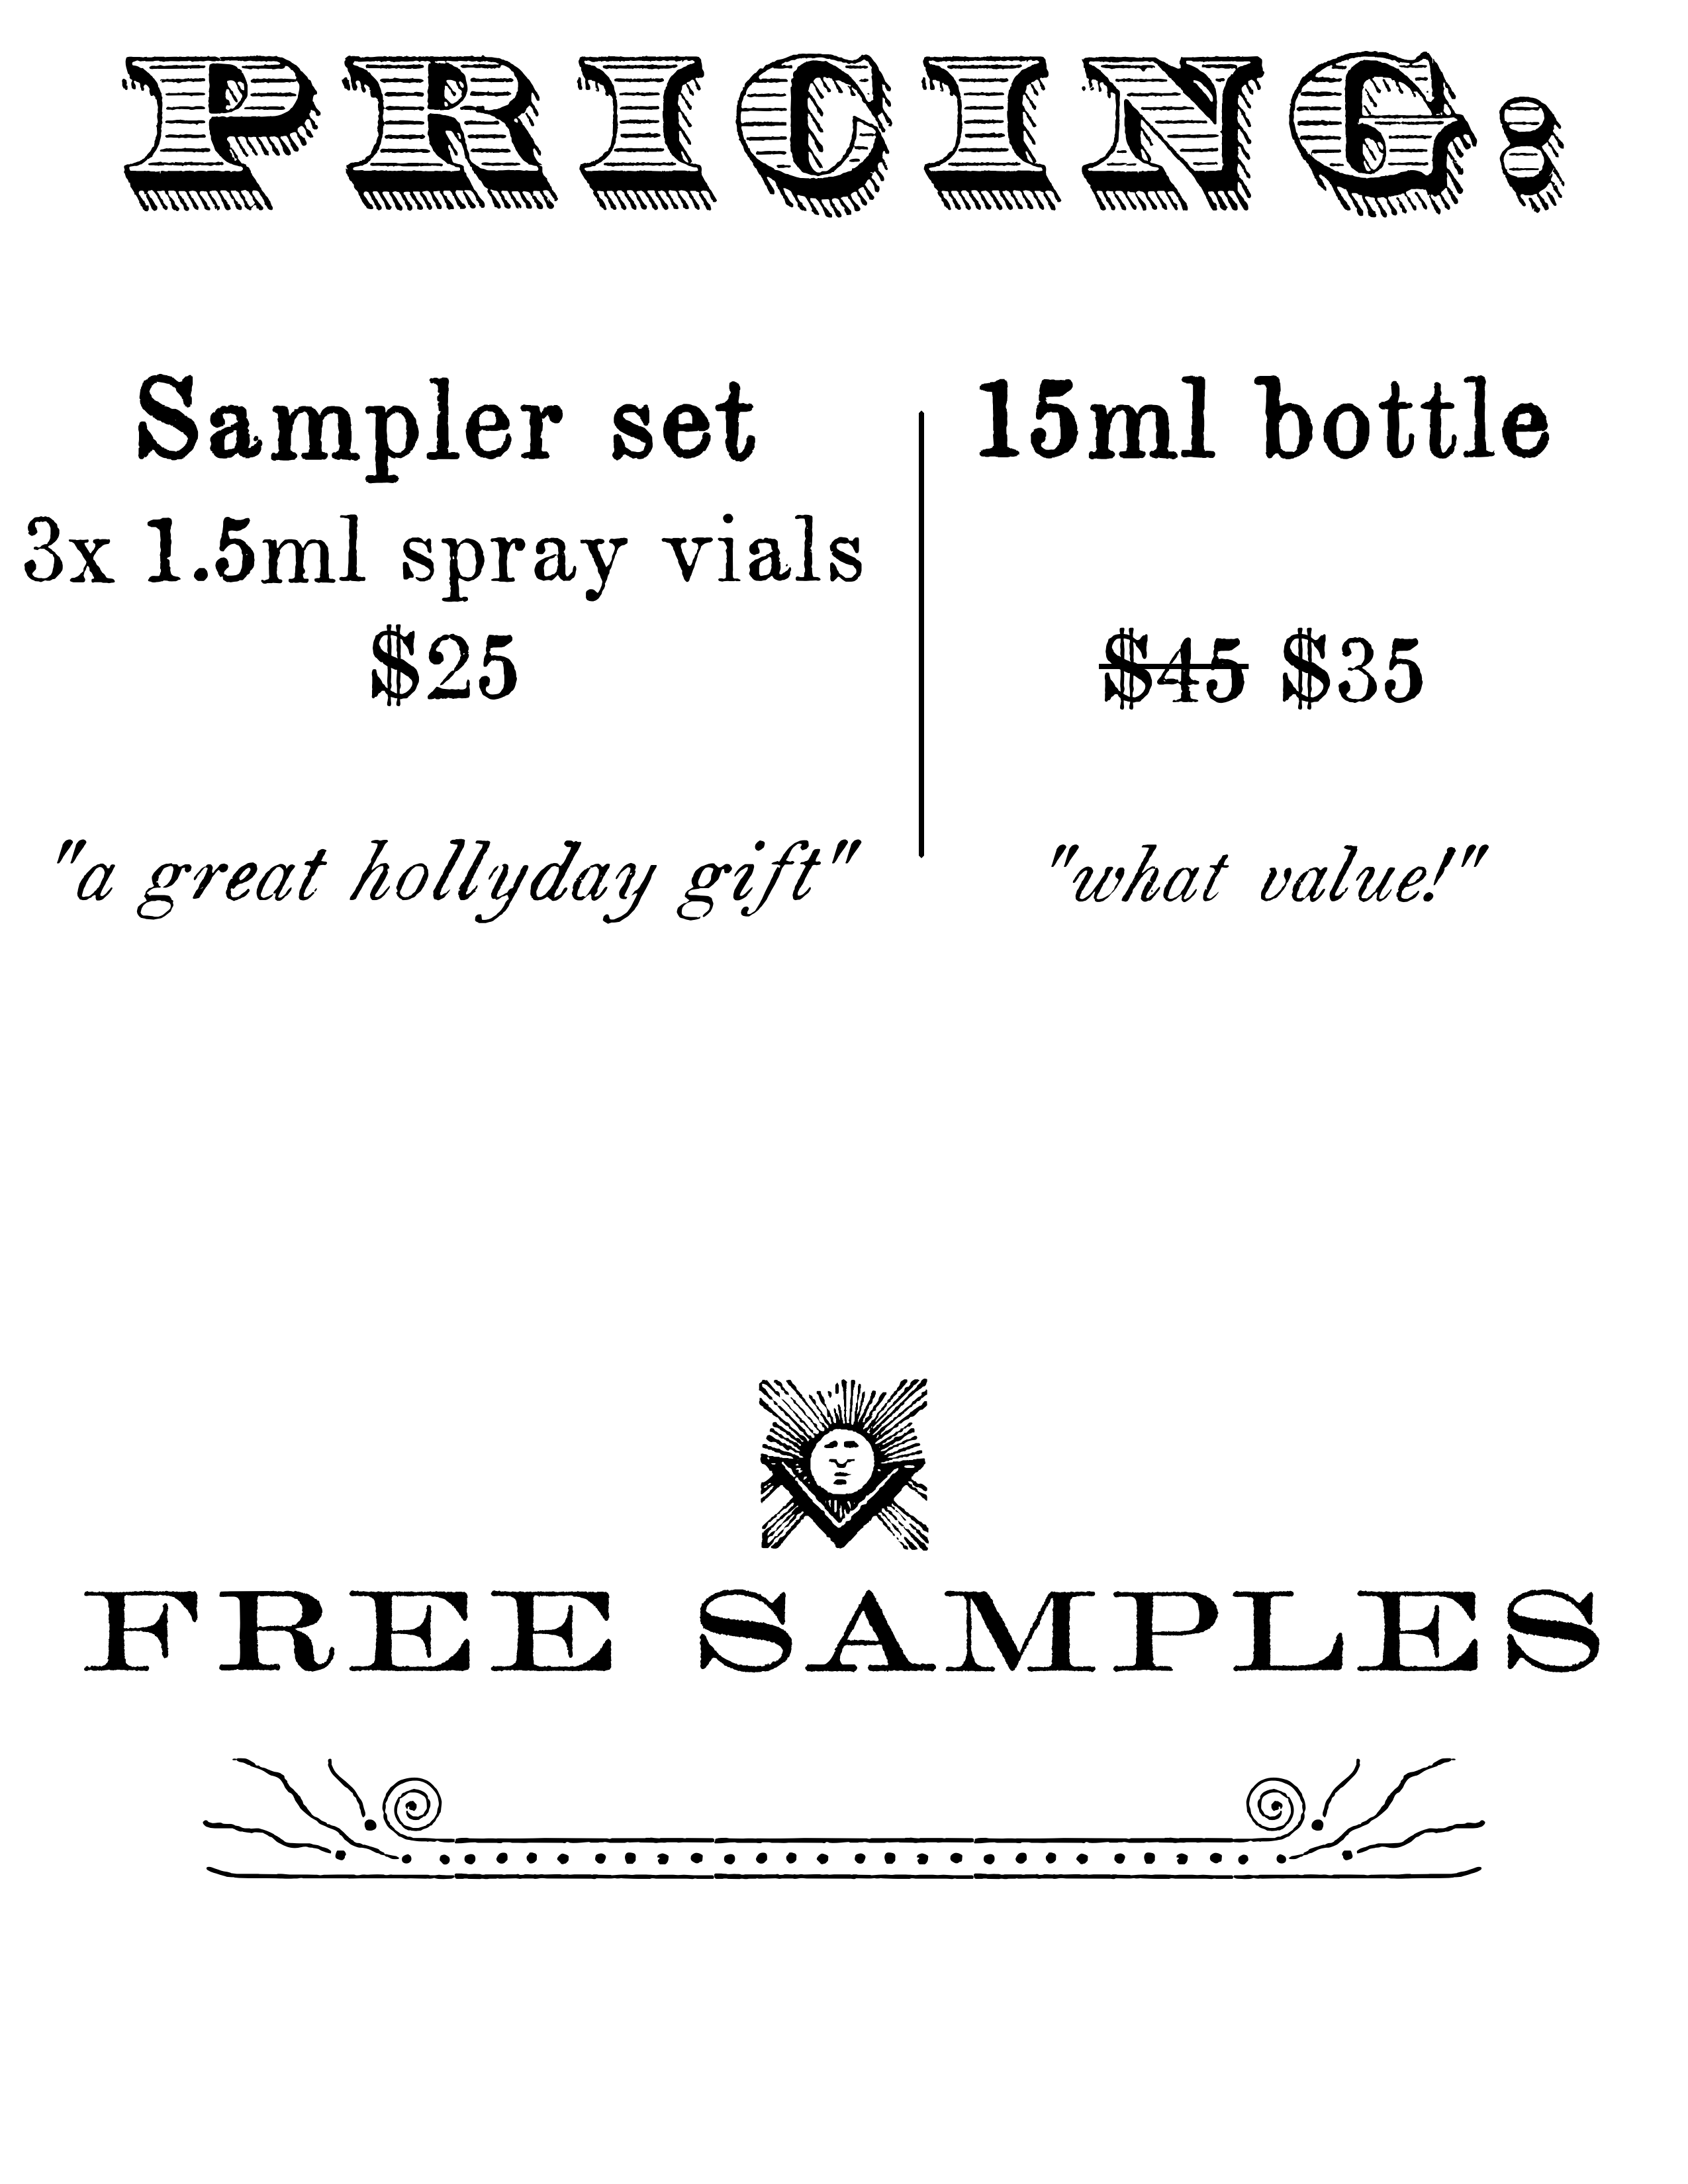 PRICING:
Sampler set
3x 1.5ml spray vials
$25
"a great hollyday gift"
15ml bottle
$45 $35
"what value!"
FREE SAMPLES